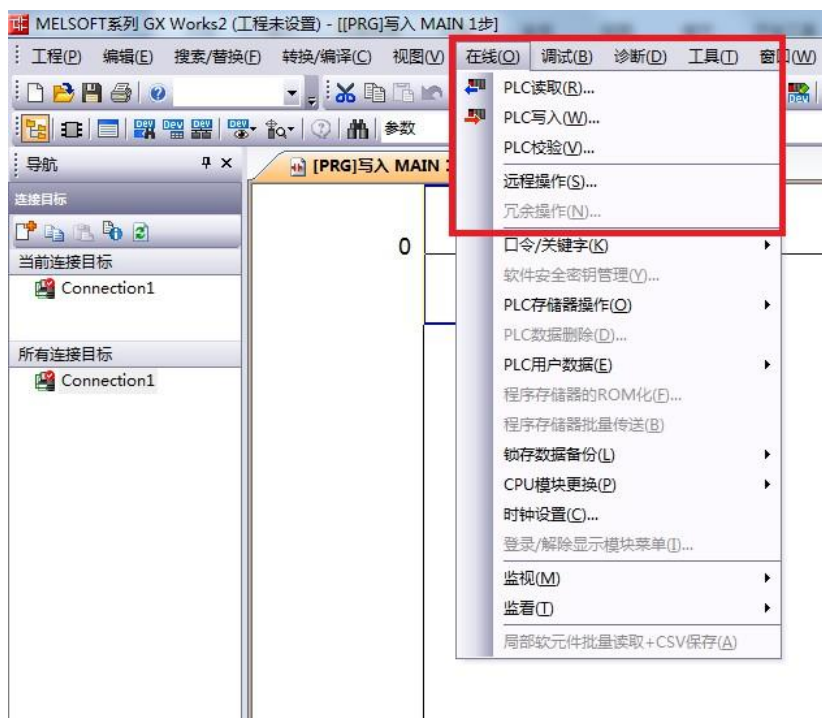 MELSOFT系列 GX Works2 (工程未设置) - [[PRG]写入 MAIN 1步]
工程(P) 编辑(E) 搜索/替换(F) 转换/编译(C) 视图(V) 在线(O) 调试(B) 诊断(D) 工具(T) 窗口(W)
参数
导航
[PRG]写入 MAIN 1
连接目标
当前连接目标
Connection1
所有连接目标
Connection1
0
PLC读取(R)...
PLC写入(W)...
PLC校验(V)...
远程操作(S)...
冗余操作(N)...
口令/关键字(K)
软件安全密钥管理(Y)...
PLC存储器操作(O)
PLC数据删除(D)...
PLC用户数据(E)
程序存储器的ROM化(F)...
程序存储器批量传送(B)
锁存数据备份(L)
CPU模块更换(P)
时钟设置(C)...
登录/解除显示模块菜单(I)...
监视(M)
监看(T)
局部软元件批量读取+CSV保存(A)